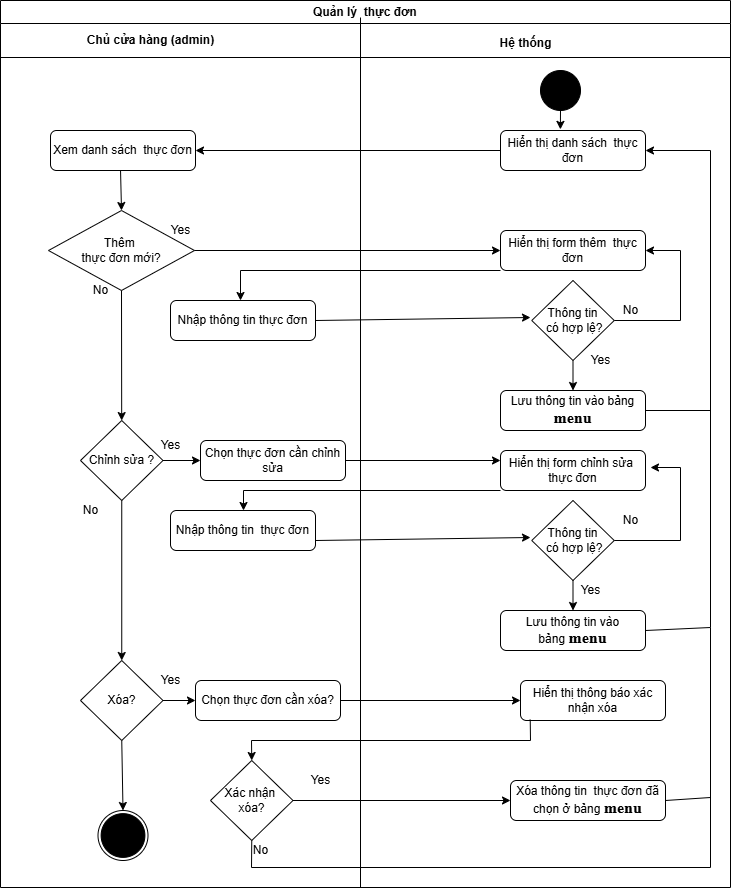 Quản lý thực đơn
Chủ cửa hàng (admin)
Hệ thống
Xem danh sách thực đơn
Hiển thị danh sách thực
đơn
Thêm
thực đơn mới?
Yes
No
Hiển thị form thêm thực
đơn
Nhập thông tin thực đơn
Thông tin
có hợp lệ?
No
Yes
Lưu thông tin vào bảng
menu
Chỉnh sửa ?
Yes
No
Chọn thực đơn cần chỉnh
sửa
Hiển thị form chỉnh sửa
thực đơn
Nhập thông tin thực đơn
Thông tin
có hợp lệ?
No
Yes
Lưu thông tin vào
bảng menu
Xóa?
Yes
Chọn thực đơn cần xóa?
Hiển thị thông báo xác
nhận xóa
Xác nhận
xóa?
Yes
No
Xóa thông tin thực đơn đã
chọn ở bảng menu